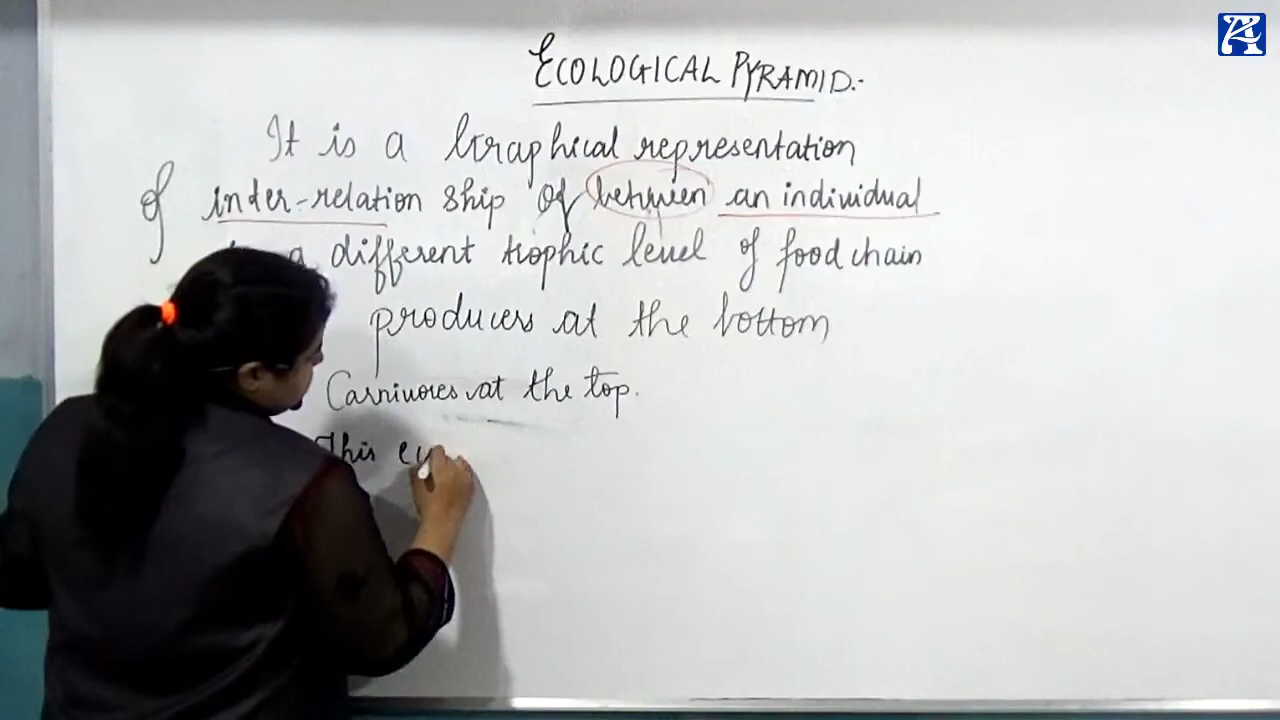 ECOLOGICAL PYRAMID.-
It is a Graphical representation
of inter-relation ship of between an individual
a different trophic level of food chain
producers at the bottom
Carnivores at the top.
This